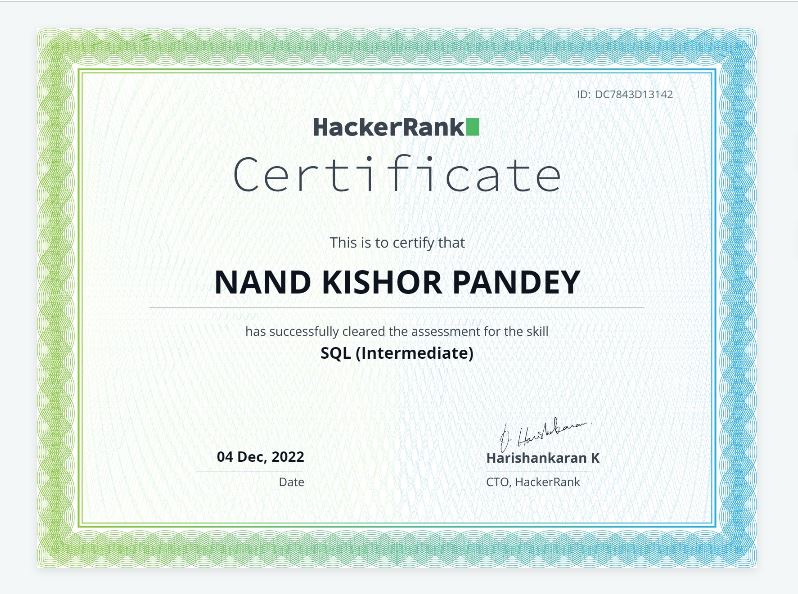 ID: DC7843D13142
HackerRank
Certificate
This is to certify that
NAND KISHOR PANDEY
has successfully cleared the assessment for the skill
SQL (Intermediate)
04 Dec, 2022
Date
Harishankaran K
CTO, HackerRank